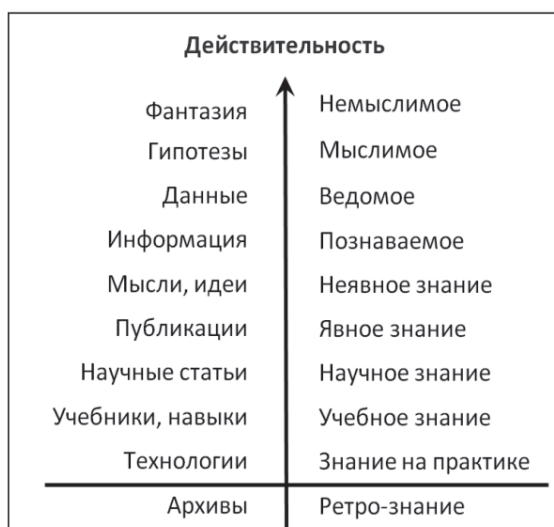 Действительность
Фантазия Немыслимое
Гипотезы Мыслимое
Данные Ведомое
Информация Познаваемое
Мысли, идеи Неявное знание
Публикации Явное знание
Научные статьи Научное знание
Учебники, навыки Учебное знание
Технологии Знание на практике
Архивы Ретро-знание